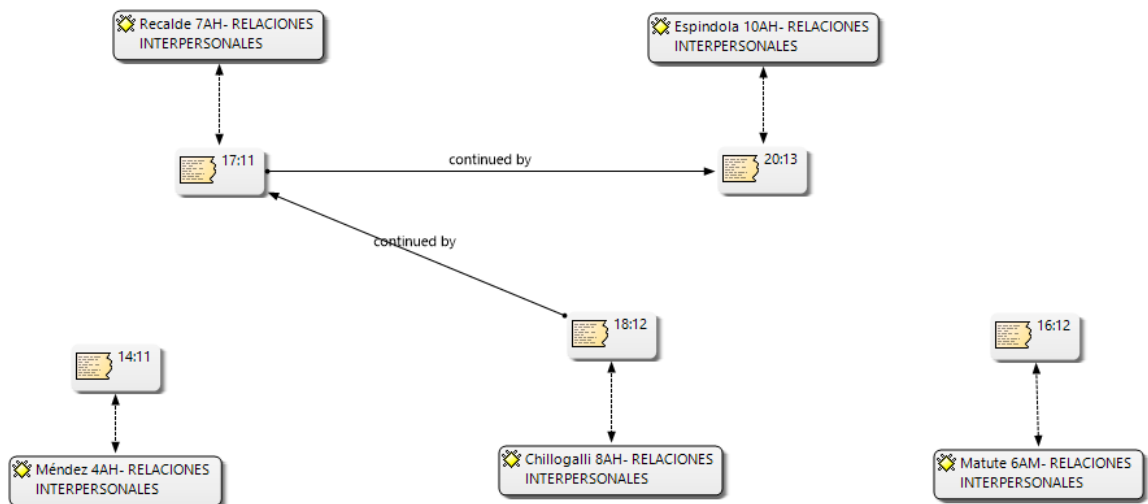 Recalde 7AH- RELACIONES
INTERPERSONALES
Espindola 10AH- RELACIONES
INTERPERSONALES
17:11
continued by
20:13
continued by
18:12
16:12
14:11
Méndez 4AH- RELACIONES
INTERPERSONALES
Chillogalli 8AH- RELACIONES
INTERPERSONALES
Matute 6AM- RELACIONES
INTERPERSONALES